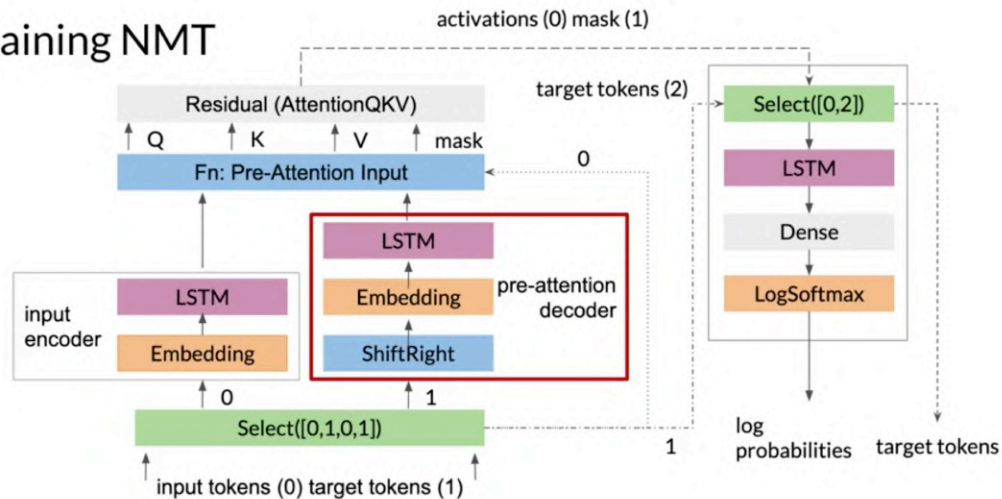 aining NMT
activations (0) mask (1)
target tokens (2)
Residual (AttentionQKV)
Q K V mask
Fn: Pre-Attention Input
0
LSTM
Embedding
ShiftRight
pre-attention
decoder
input
encoder
LSTM
Embedding
0
1
Select([0,1,0,1])
1
input tokens (0) target tokens (1)
Select([0,2])
LSTM
Dense
LogSoftmax
log
probabilities
target tokens